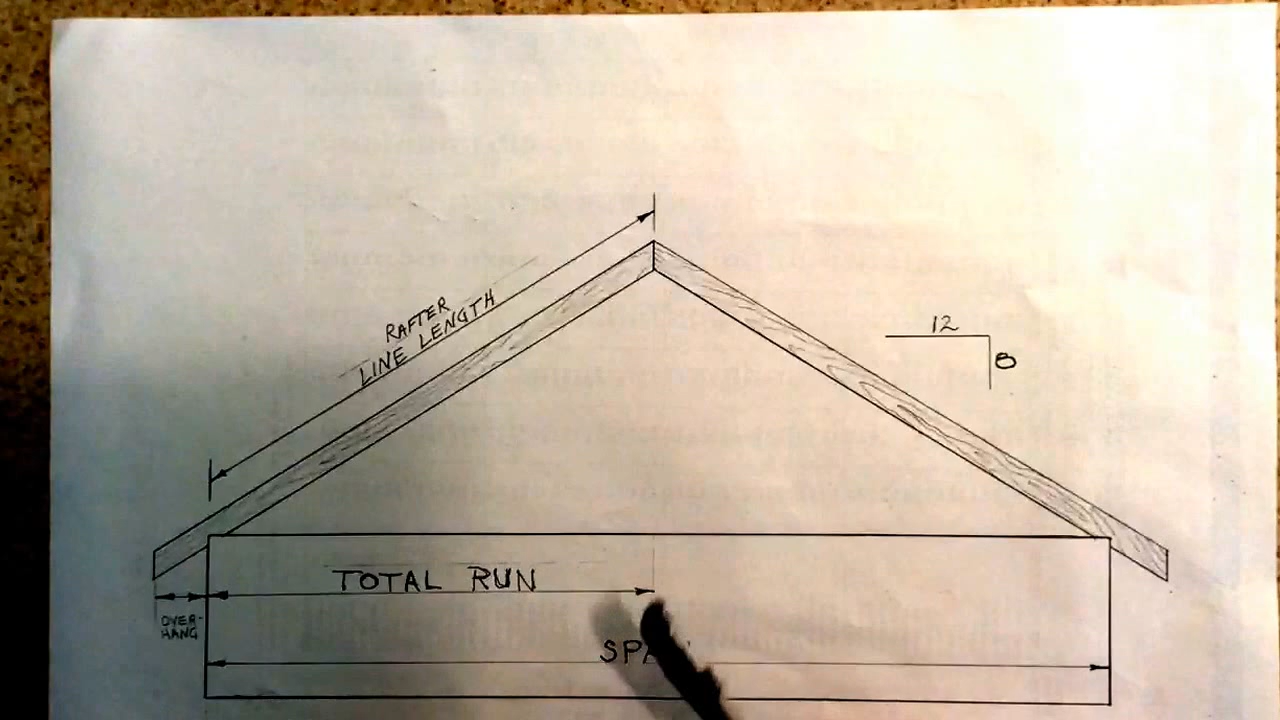 RAFTER
LINE LENGTH
12
8
TOTAL RUN
OVER-
HANG